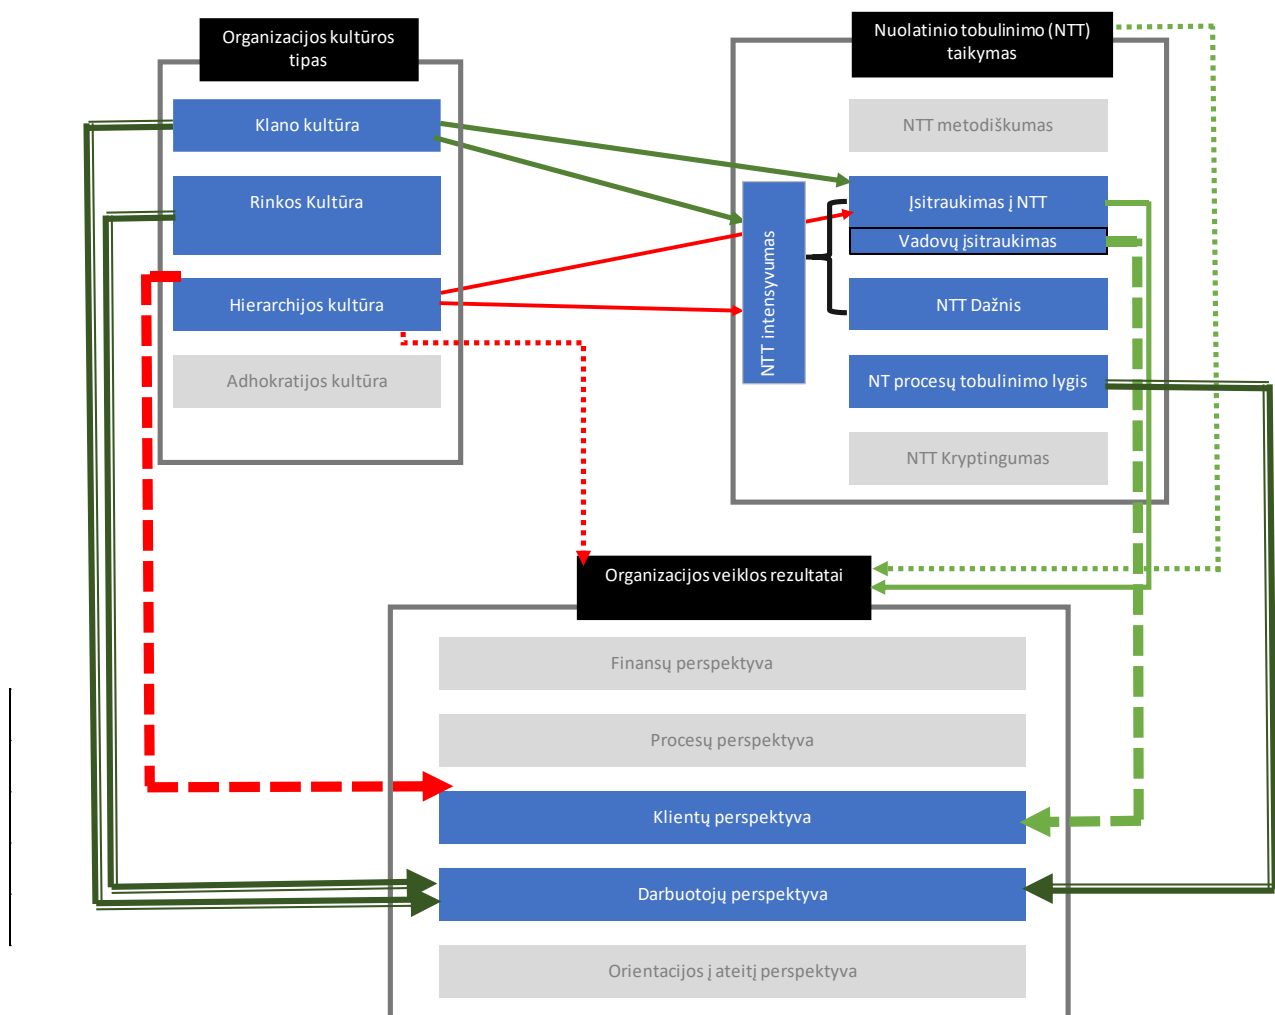 Organizacijos kultūros
tipas
Klano kultūra
Rinkos Kultūra
Hierarchijos kultūra
Adhokratijos kultūra
Nuolatinio tobulinimo (NTT)
taikymas
NTT metodiškumas
Įsitraukimas į NTT
Vadovų įsitraukimas
NTT intensyvumas
NTT Dažnis
NT procesų tobulinimo lygis
NTT Kryptingumas
Organizacijos veiklos rezultatai
Finansų perspektyva
Procesų perspektyva
Klientų perspektyva
Darbuotojų perspektyva
Orientacijos į ateitį perspektyva